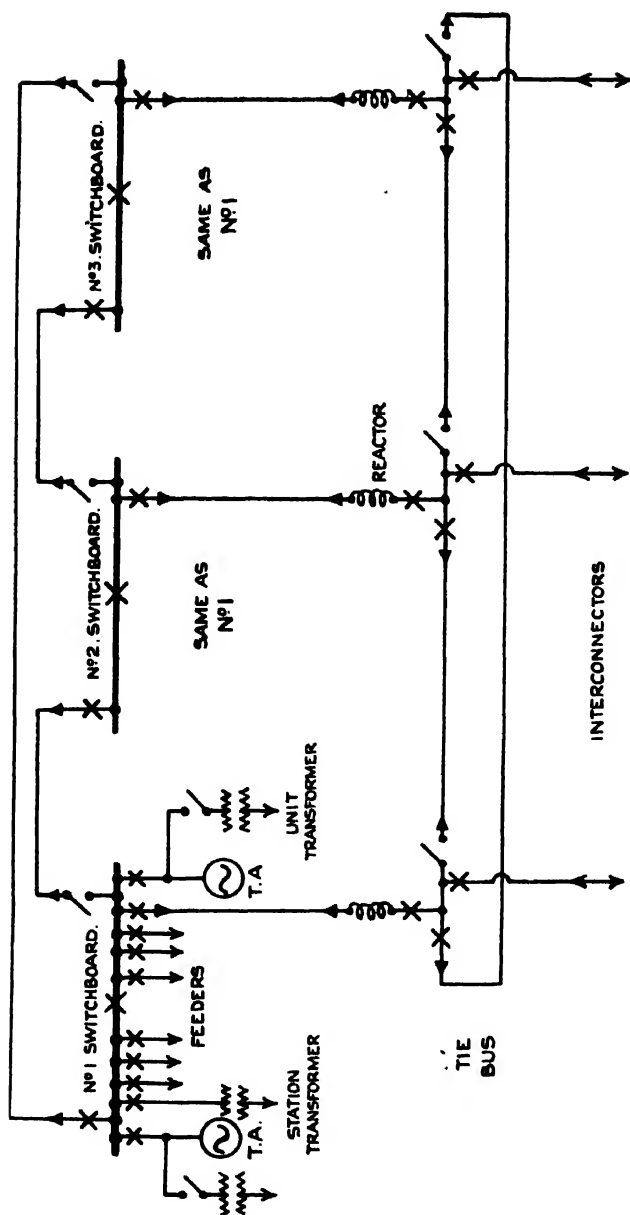 Nº1 SWITCHBOARD.
Nº2. SWITCHBOARD.
Nº3. SWITCHBOARD.
FEEDERS
T.A.
T.A
STATION
TRANSFORMER
UNIT
TRANSFORMER
SAME AS
Nº1
SAME AS
Nº1
REACTOR
TIE
BUS
INTERCONNECTORS